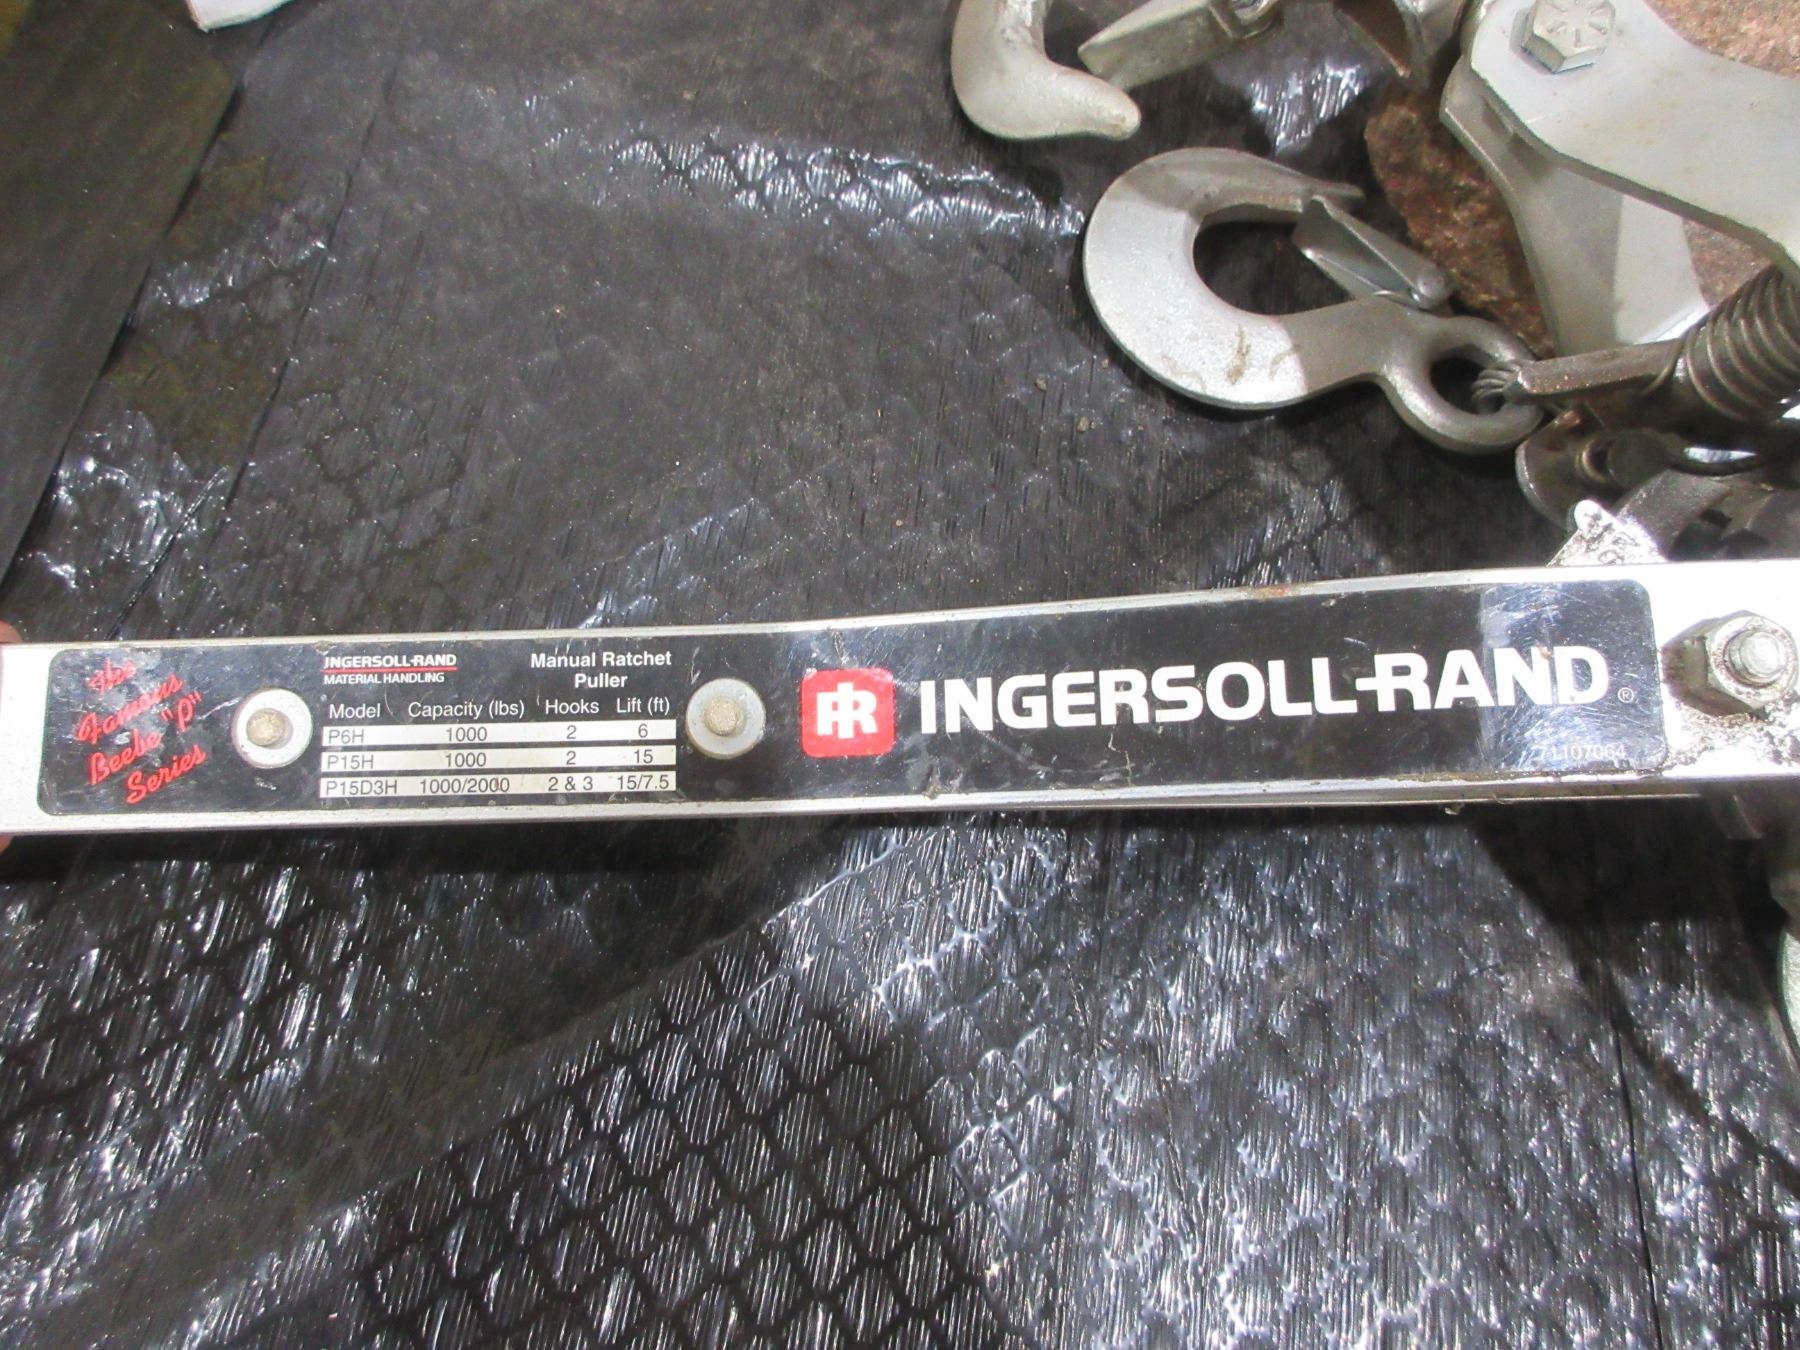 The
Famous
Beebe "P"
Series
INGERSOLL-RAND
MATERIAL HANDLING
Manual Ratchet
Puller
Model Capacity (lbs) Hooks Lift (ft)
P6H 1000 2 6
P15H 1000 2 15
P15D3H 1000/2000 2 & 3 15/7.5
IR INGERSOLL-RAND®
71107064